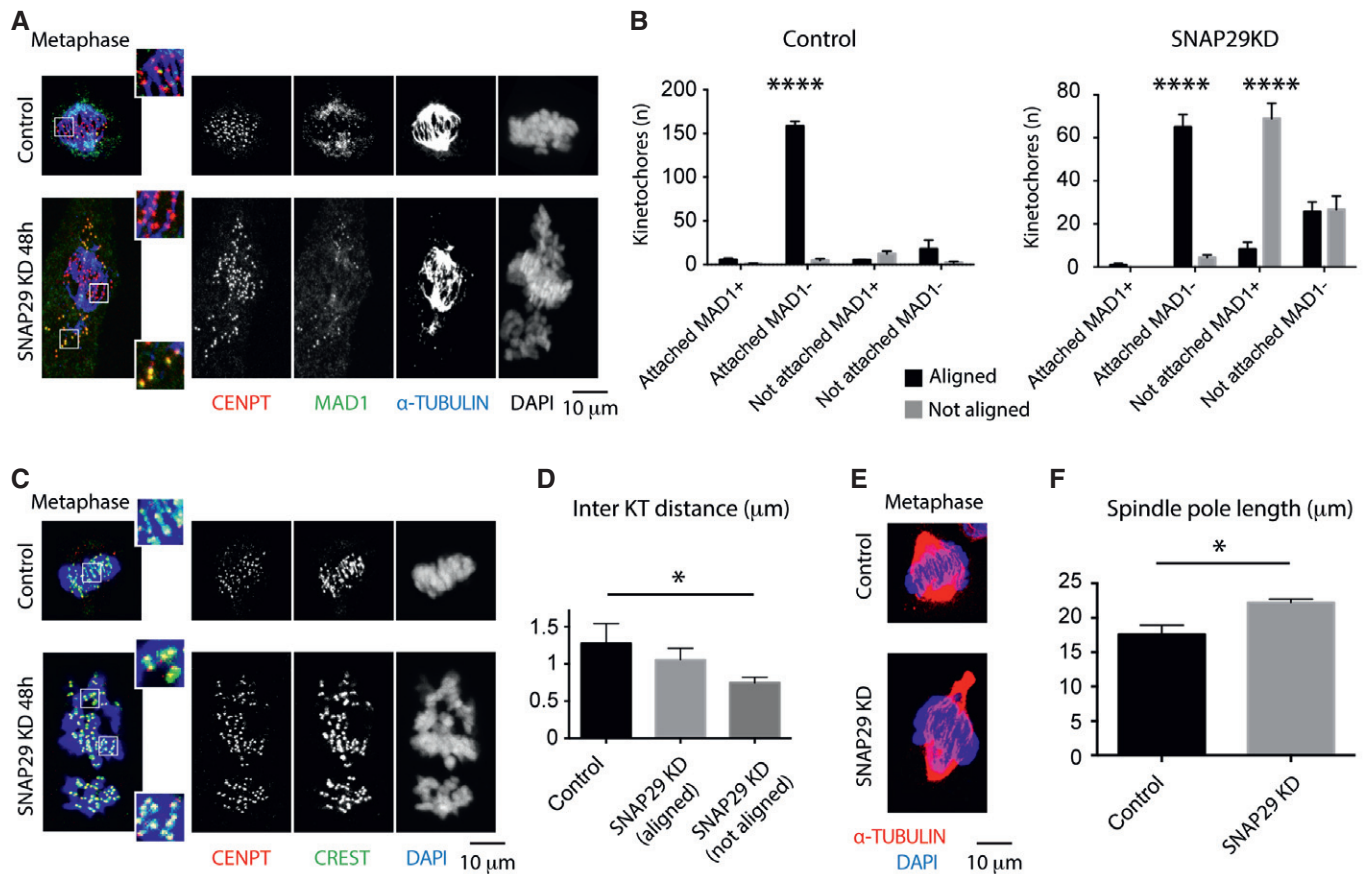 A
Metaphase
Control
SNAP29 KD 48h
CENPT
MAD1
α-TUBULIN
DAPI
10 µm
B
Control
Kinetochores (n)
200
150
100
50
0
****
Attached MAD1+
Attached MAD1-
Not attached MAD1+
Not attached MAD1-
SNAP29KD
Kinetochores (n)
80
60
40
20
0
**** ****
Attached MAD1+
Attached MAD1-
Not attached MAD1+
Not attached MAD1-
Aligned
Not aligned
C
Metaphase
Control
SNAP29 KD 48h
CENPT
CREST
DAPI
10 µm
D
Inter KT distance (µm)
*
1.5
1
0.5
0
Control
SNAP29 KD
(aligned)
SNAP29 KD
(not aligned)
E
Metaphase
Control
SNAP29 KD
α-TUBULIN
DAPI
10 µm
F
Spindle pole length (µm)
*
25
20
15
10
5
0
Control
SNAP29 KD